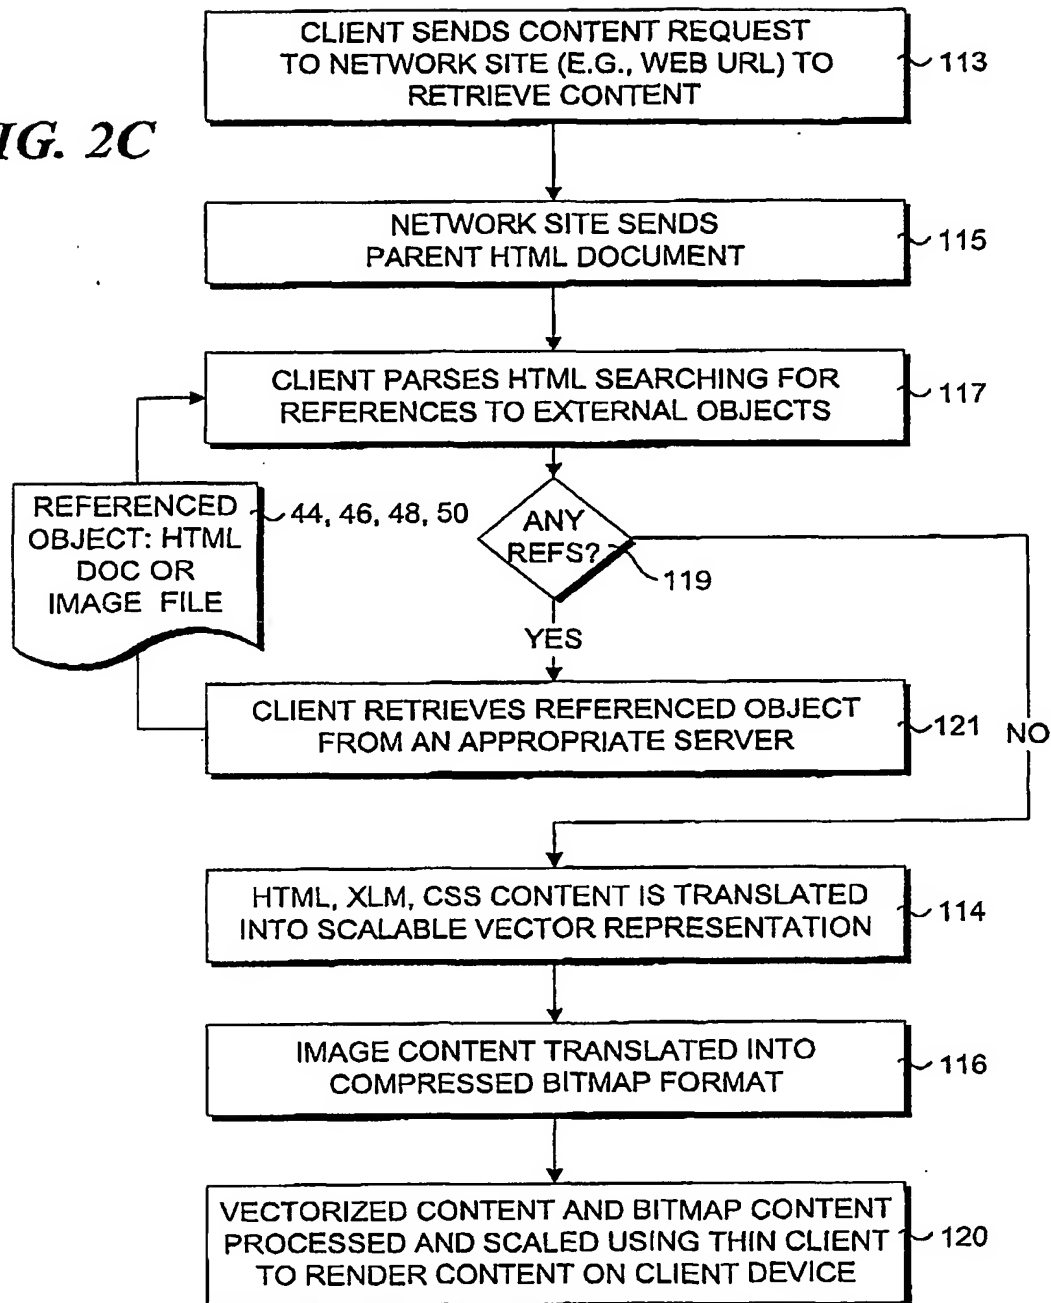 CLIENT SENDS CONTENT REQUEST
TO NETWORK SITE (E.G., WEB URL) TO
RETRIEVE CONTENT
113
IG. 2C
NETWORK SITE SENDS
PARENT HTML DOCUMENT
115
CLIENT PARSES HTML SEARCHING FOR
REFERENCES TO EXTERNAL OBJECTS
117
REFERENCED
OBJECT: HTML
DOC OR
IMAGE FILE
44, 46, 48, 50
ANY
REFS?
119
YES
CLIENT RETRIEVES REFERENCED OBJECT
FROM AN APPROPRIATE SERVER
121
NO
HTML, XLM, CSS CONTENT IS TRANSLATED
INTO SCALABLE VECTOR REPRESENTATION
114
IMAGE CONTENT TRANSLATED INTO
COMPRESSED BITMAP FORMAT
116
VECTORIZED CONTENT AND BITMAP CONTENT
PROCESSED AND SCALED USING THIN CLIENT
TO RENDER CONTENT ON CLIENT DEVICE
120